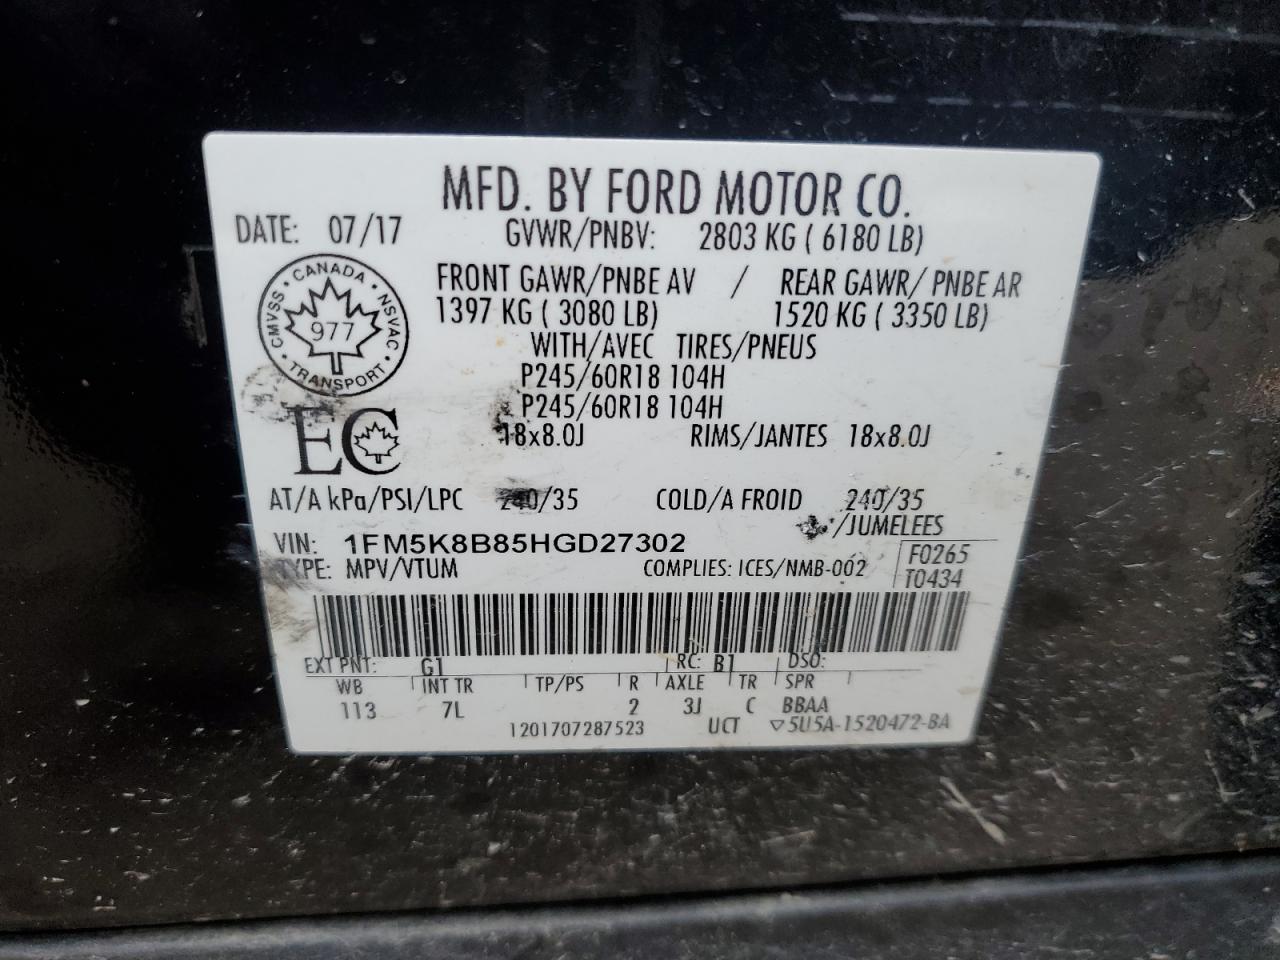 MFD. BY FORD MOTOR CO.
DATE: 07/17 GVWR/PNBV: 2803 KG ( 6180 LB)
CANADA
CMVSS NSVAC
977
TRANSPORT
FRONT GAWR/PNBE AV / REAR GAWR/ PNBE AR
1397 KG ( 3080 LB) 1520 KG ( 3350 LB)
WITH/AVEC TIRES/PNEUS
P245/60R18 104H
P245/60R18 104H
EC
18x8.0J RIMS/JANTES 18x8.0J
AT/A kPa/PSI/LPC 240/35 COLD/A FROID 240/35
/JUMELEES
VIN: 1FM5K8B85HGD27302
F0265
TYPE: MPV/VTUM COMPLIES: ICES/NMB-002
T0434
EXT PNT: G1 RC: B1 DSO:
WB INT TR TP/PS R AXLE TR SPR
113 7L 2 3J C BBAA
1201707287523 UCT ▽5U5A-1520472-BA